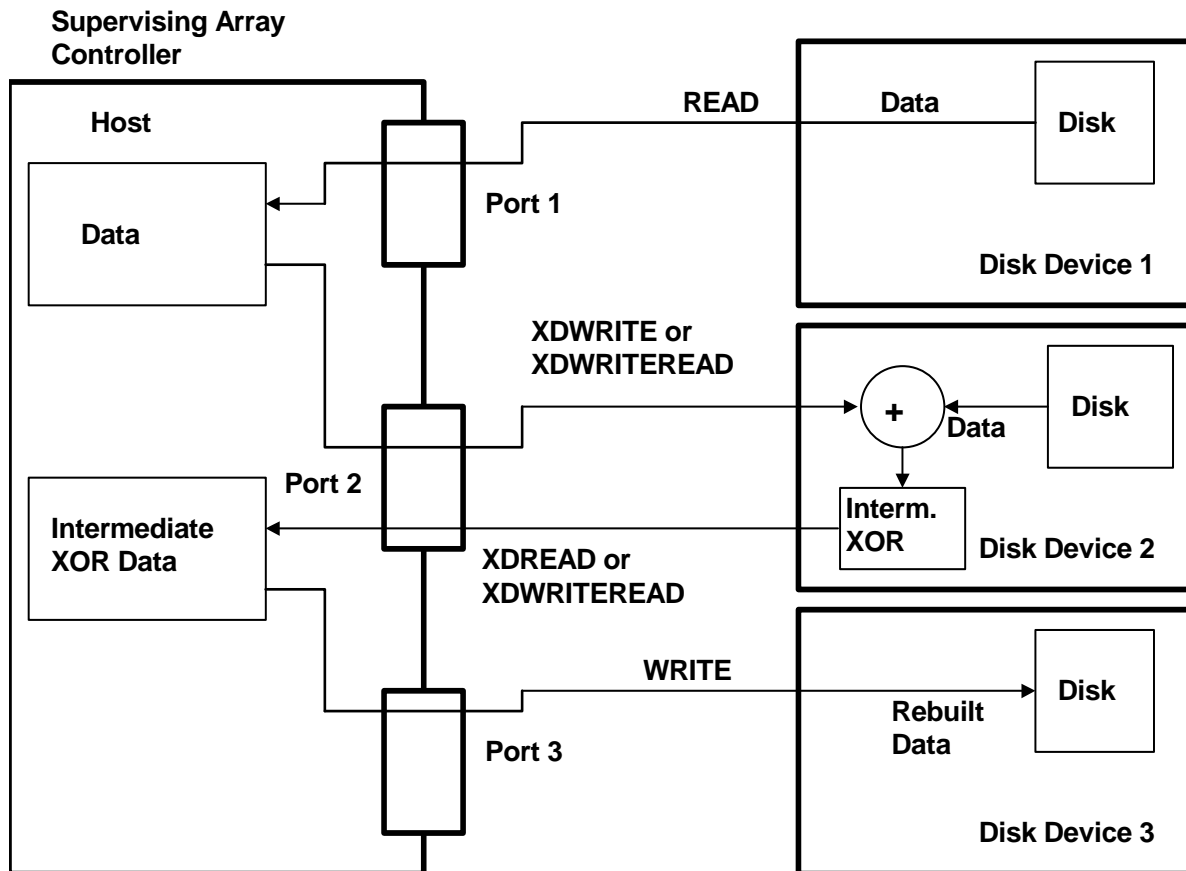 Supervising Array
Controller
Host
READ
Data
Disk
Data
Port 1
Disk Device 1
XDWRITE or
XDWRITEREAD
+
Data
Disk
Port 2
Interm.
XOR
Disk Device 2
Intermediate
XOR Data
XDREAD or
XDWRITEREAD
WRITE
Rebuilt
Data
Disk
Port 3
Disk Device 3